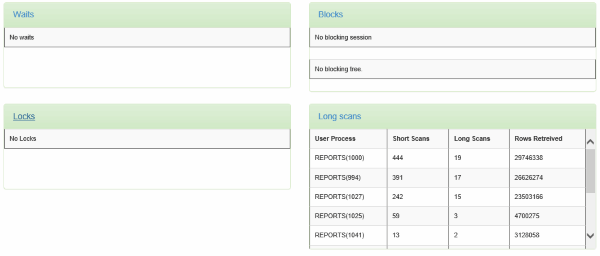 Waits
No waits
Blocks
No blocking session
No blocking tree.
Locks
No Locks
Long scans
User Process Short Scans Long Scans Rows Retreived
REPORTS(1000) 444 19 29746338
REPORTS(994) 391 17 26626274
REPORTS(1027) 242 15 23503166
REPORTS(1025) 59 3 4700275
REPORTS(1041) 13 2 3128058